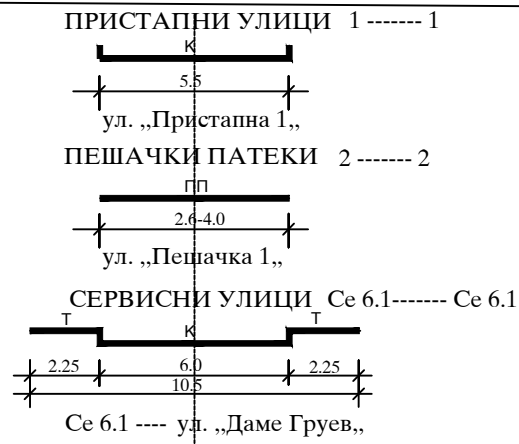 ПРИСТАПНИ УЛИЦИ 1 ------- 1
К
5.5
ул. „Пристапна 1„
ПЕШАЧКИ ПАТЕКИ 2 ------- 2
ПП
2.6-4.0
ул. „Пешачка 1„
СЕРВИСНИ УЛИЦИ Се 6.1------- Се 6.1
Т К Т
2.25 6.0 2.25
10.5
Се 6.1 ---- ул. „Даме Груев„